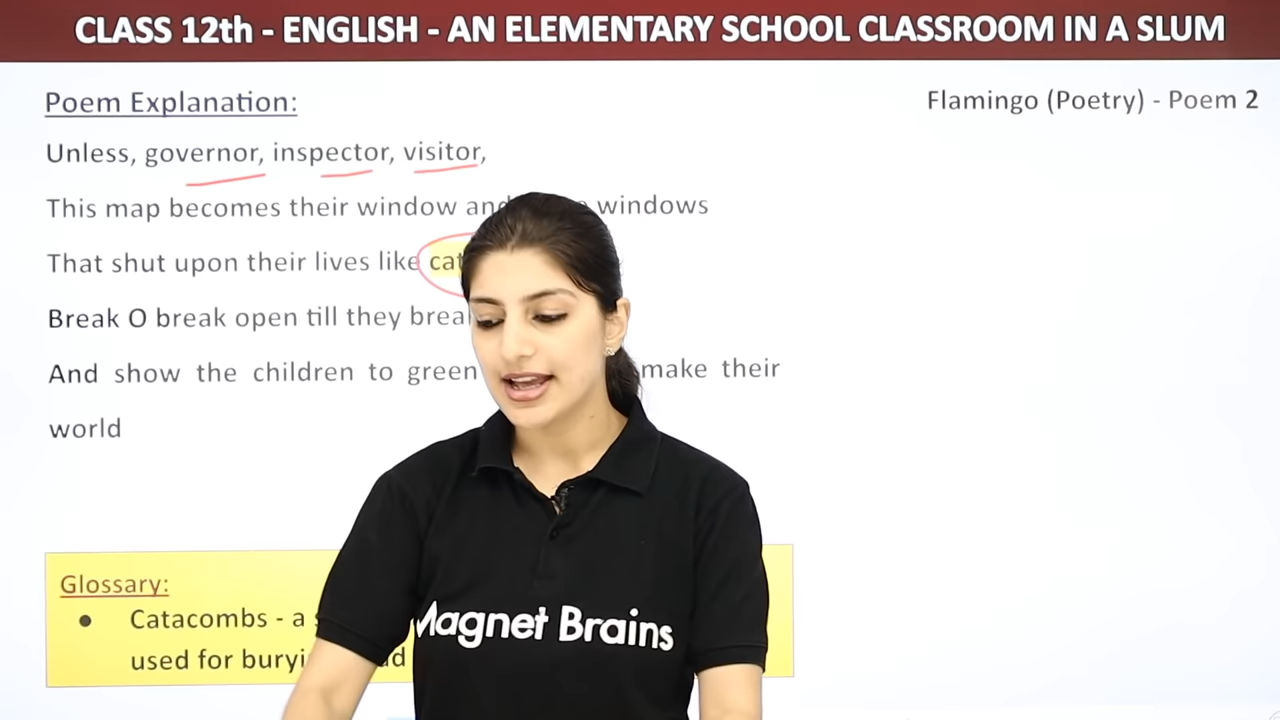 CLASS 12th - ENGLISH - AN ELEMENTARY SCHOOL CLASSROOM IN A SLUM
Poem Explanation:
Flamingo (Poetry) - Poem 2
Unless, governor, inspector, visitor,
This map becomes their window and windows
That shut upon their lives like
Break O break open till they
And show the children to green make their
world
Glossary:
● Catacombs - a
used for
Magnet Brains